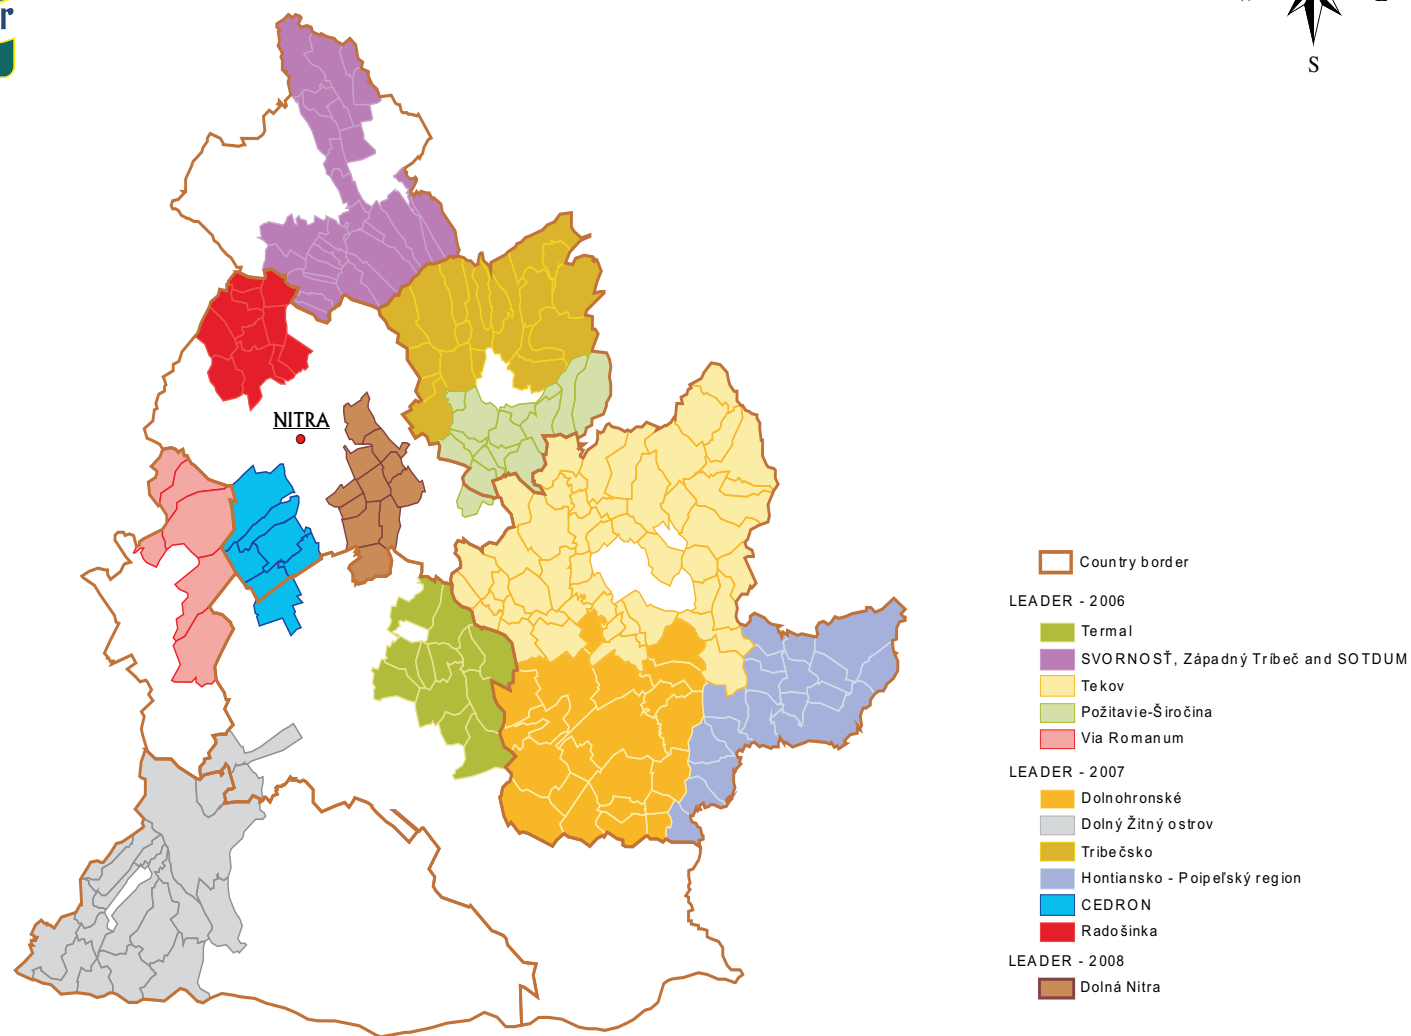 r
S
NITRA
Country border
LEADER - 2006
Termal
SVORNOSŤ, Západný Tríbeč and SOTDUM
Tekov
Požitavie-Širočina
Via Romanum
LEADER - 2007
Dolnohronské
Dolný Žitný ostrov
Tribečsko
Hontiansko - Poipeľský region
CEDRON
Radošinka
LEADER - 2008
Dolná Nitra